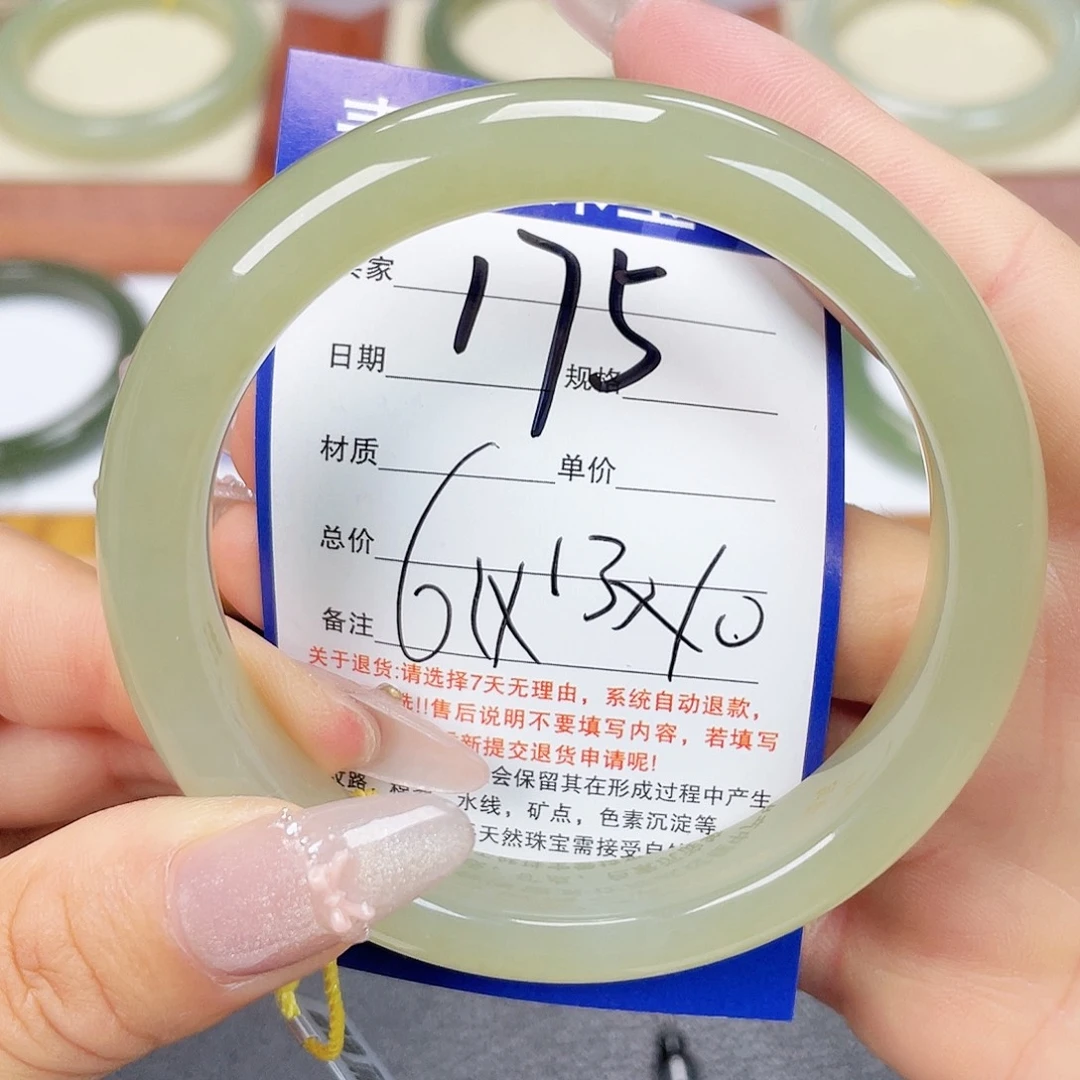 175
家
日期 规格
材质 单价
总价
61x13x10
备注
关于退货:请选择7天无理由，系统自动退款，
!!售后说明不要填写内容，若填写
新提交退货申请呢!
会保留其在形成过程中产生
水线，矿点，色素沉淀等
天然珠宝需接受自